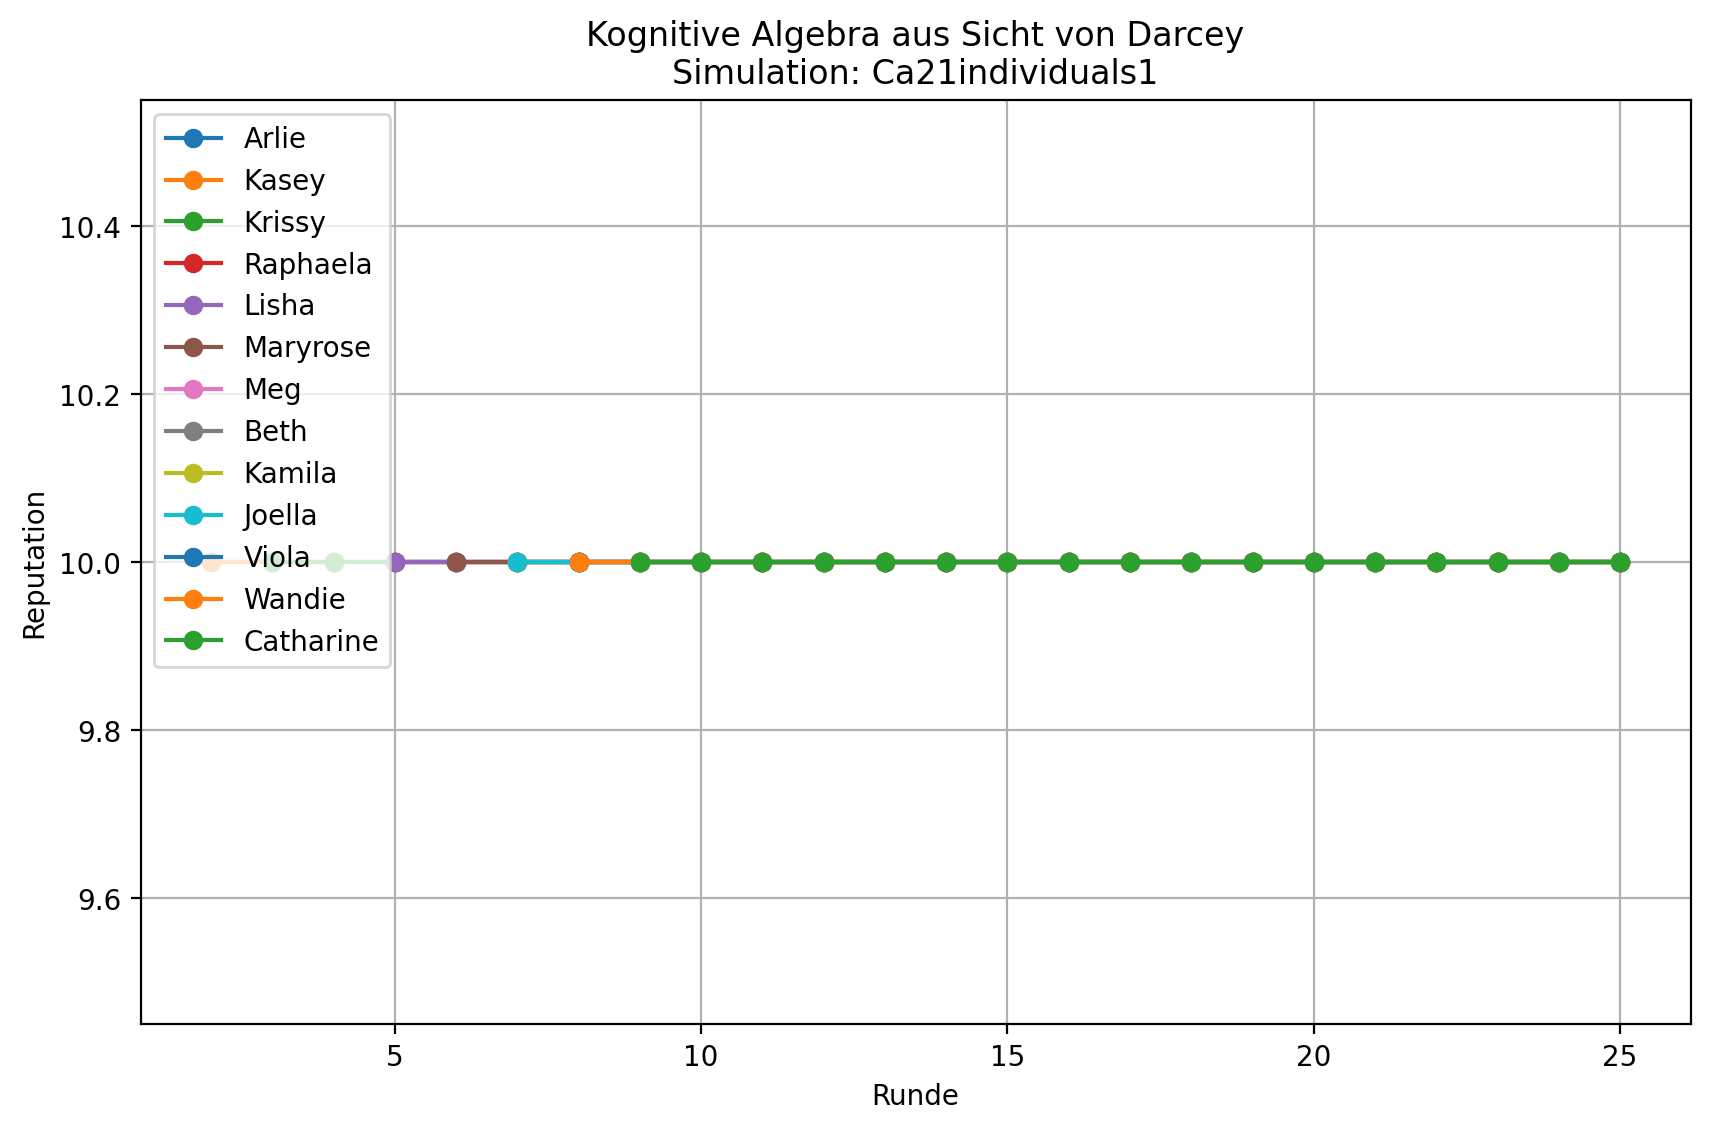 Kognitive Algebra aus Sicht von Darcey
Simulation: Ca21individuals1
Arlie
Kasey
Krissy
Raphaela
Lisha
Maryrose
Meg
Beth
Kamila
Joella
Viola
Wandie
Catharine
10.4
10.2
10.0
9.8
9.6
Reputation
5 10 15 20 25
Runde